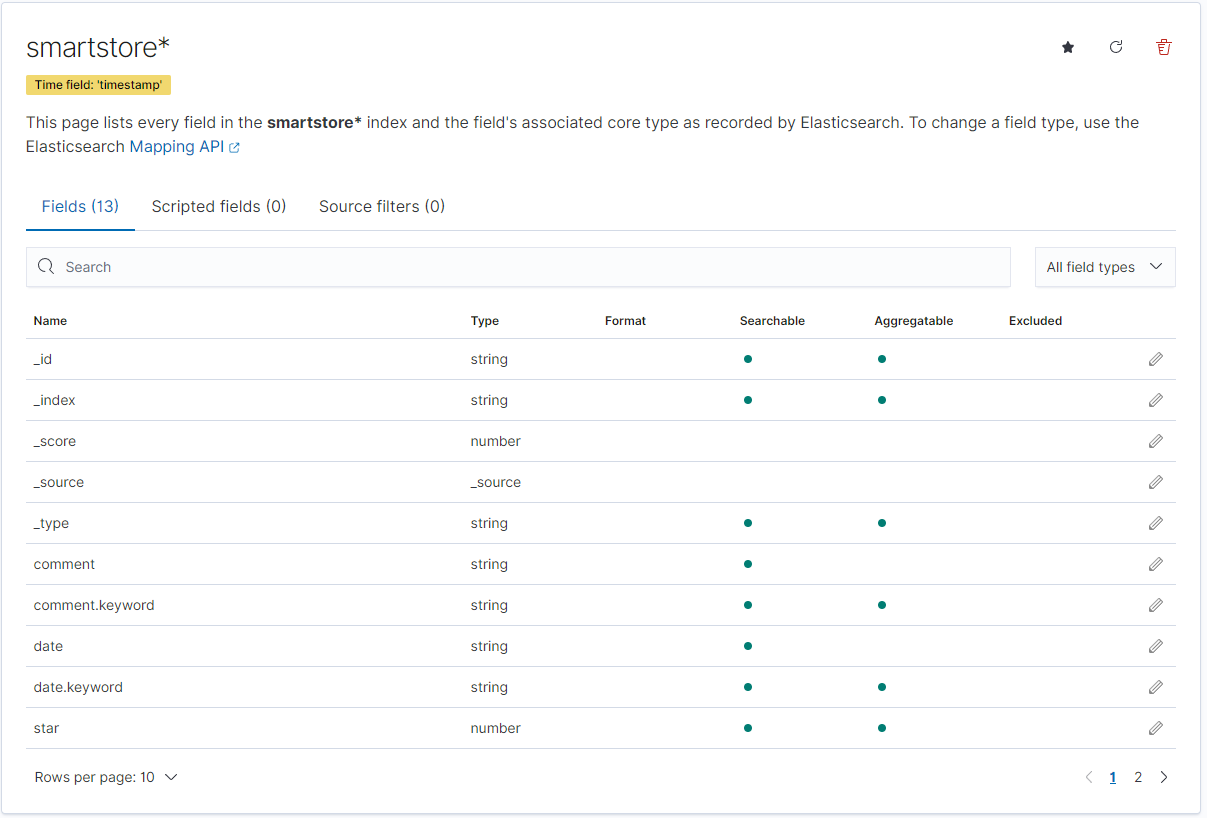 smartstore*
Time field: 'timestamp'
This page lists every field in the smartstore* index and the field's associated core type as recorded by Elasticsearch. To change a field type, use the
Elasticsearch Mapping API
Fields (13) Scripted fields (0) Source filters (0)
Search All field types
Name Type Format Searchable Aggregatable Excluded
_id string
_index string
_score number
_source _source
_type string
comment string
comment.keyword string
date string
date.keyword string
star number
Rows per page: 10 1 2